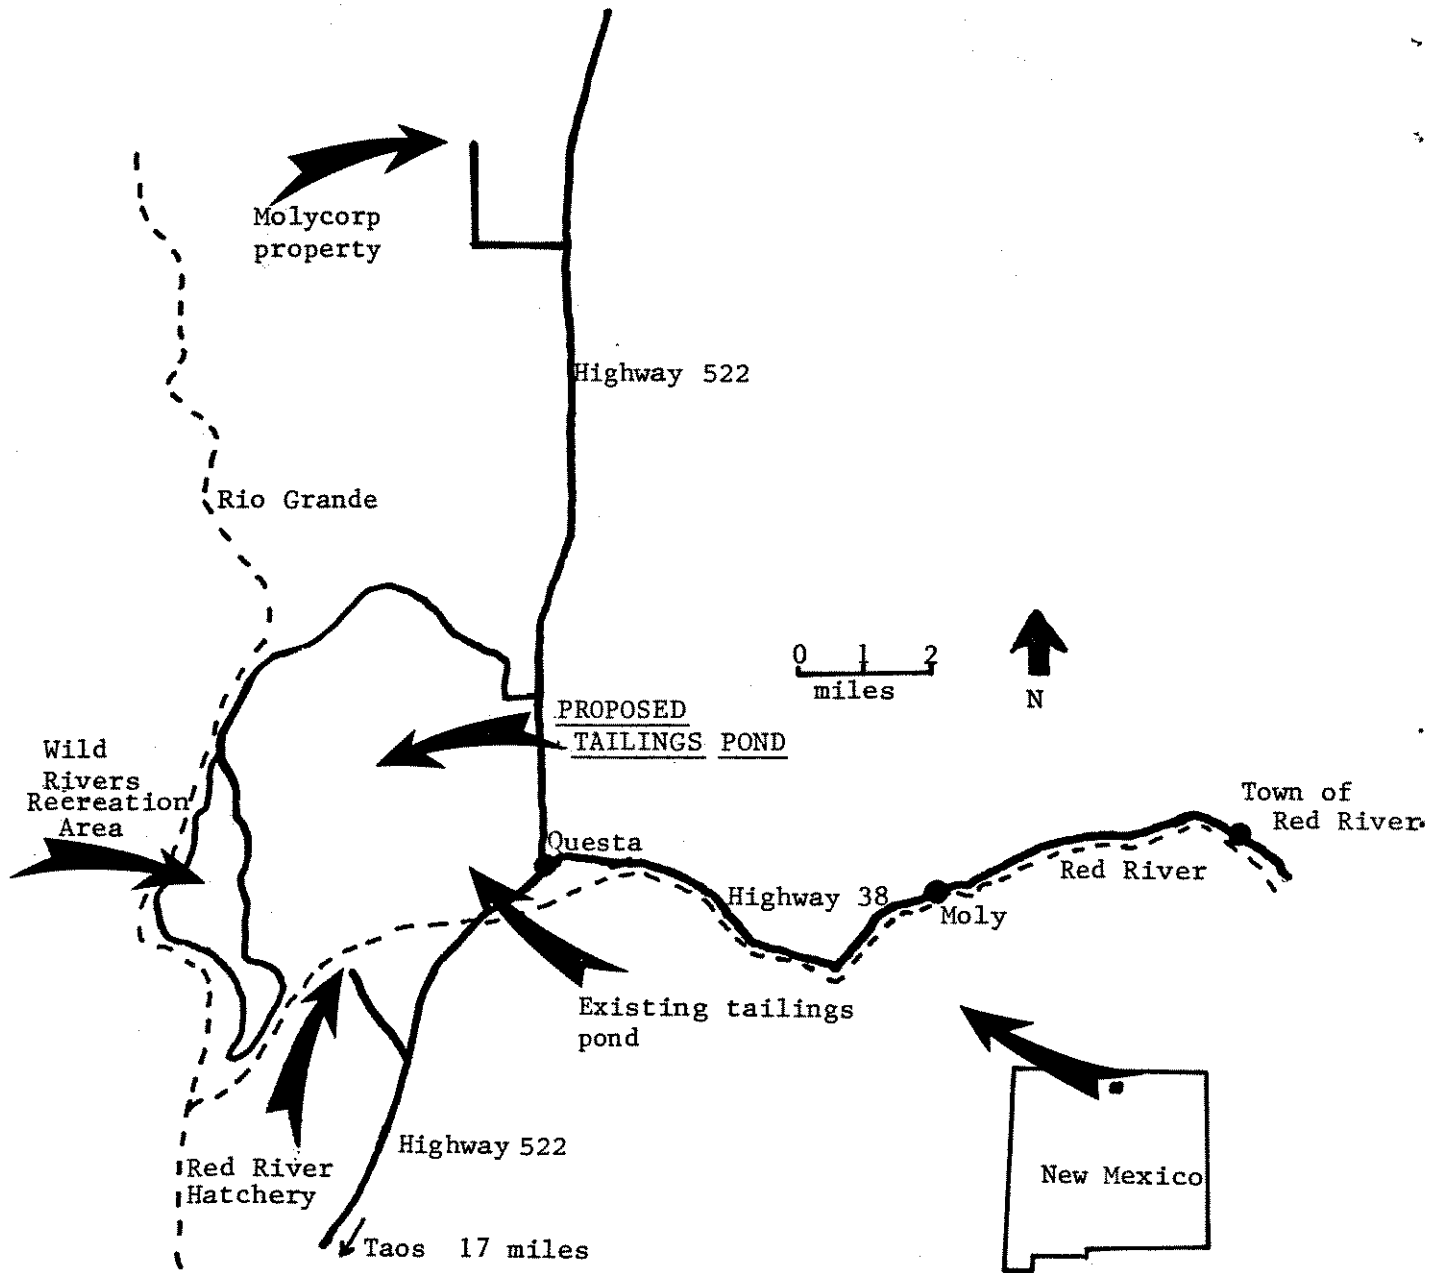 Molycorp
property
Highway 522
Rio Grande
0 1 2
miles
N
PROPOSED
TAILINGS POND
Wild
Rivers
Recreation
Area
Town of
Red River
Questa
Highway 38
Red River
Moly
Existing tailings
pond
Highway 522
Red River
Hatchery
New Mexico
Taos 17 miles